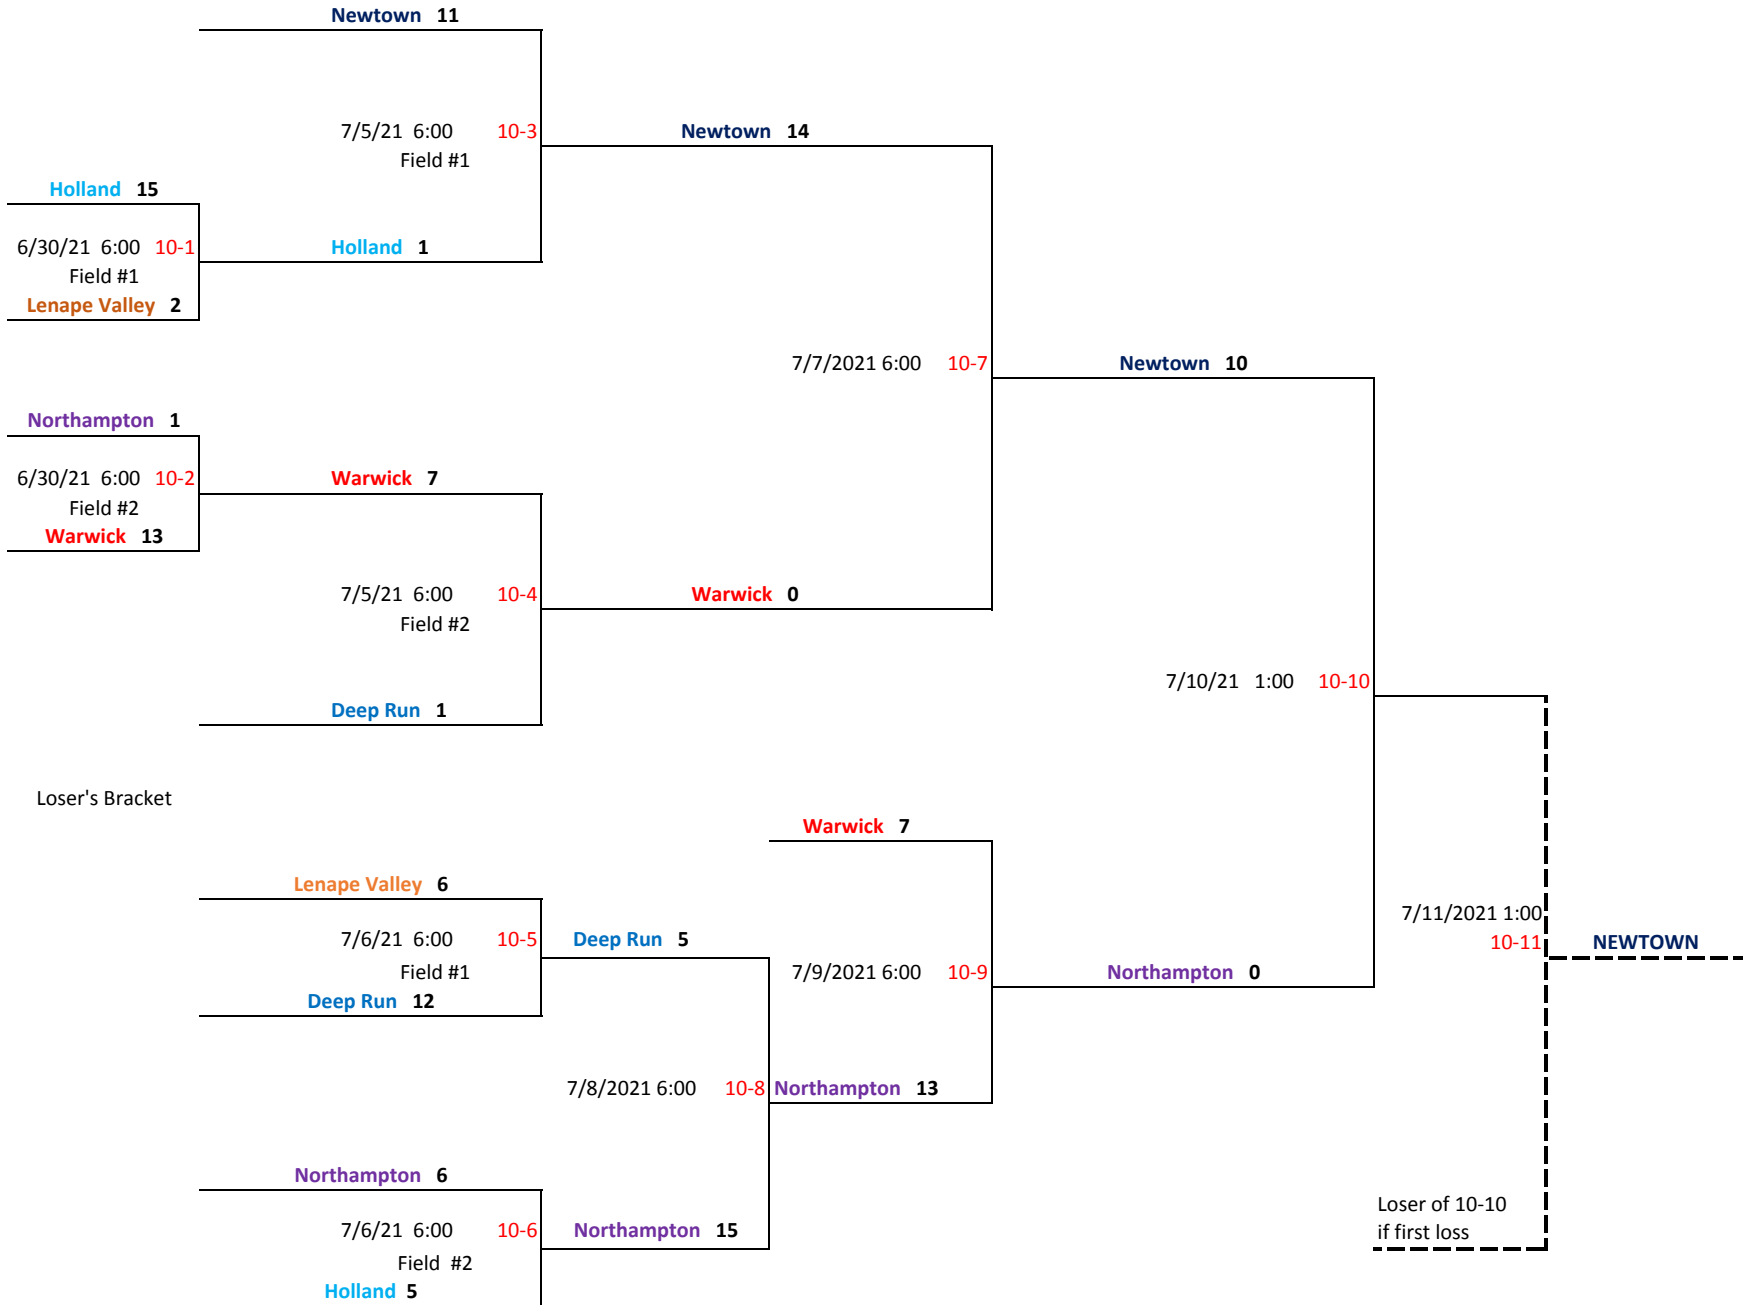 Newtown 11
7/5/21 6:00 10-3
Newtown 14
Field #1
Holland 15
6/30/21 6:00 10-1
Holland 1
Field #1
Lenape Valley 2
7/7/2021 6:00 10-7
Newtown 10
Northampton 1
6/30/21 6:00 10-2
Warwick 7
Field #2
Warwick 13
7/5/21 6:00 10-4
Warwick 0
Field #2
7/10/21 1:00 10-10
Deep Run 1
Loser's Bracket
Warwick 7
Lenape Valley 6
7/11/2021 1:00
7/6/21 6:00 10-5
Deep Run 5
10-11
NEWTOWN
Field #1
7/9/2021 6:00 10-9
Northampton 0
Deep Run 12
7/8/2021 6:00 10-8
Northampton 13
Northampton 6
Loser of 10-10
if first loss
7/6/21 6:00 10-6
Northampton 15
Field #2
Holland 5